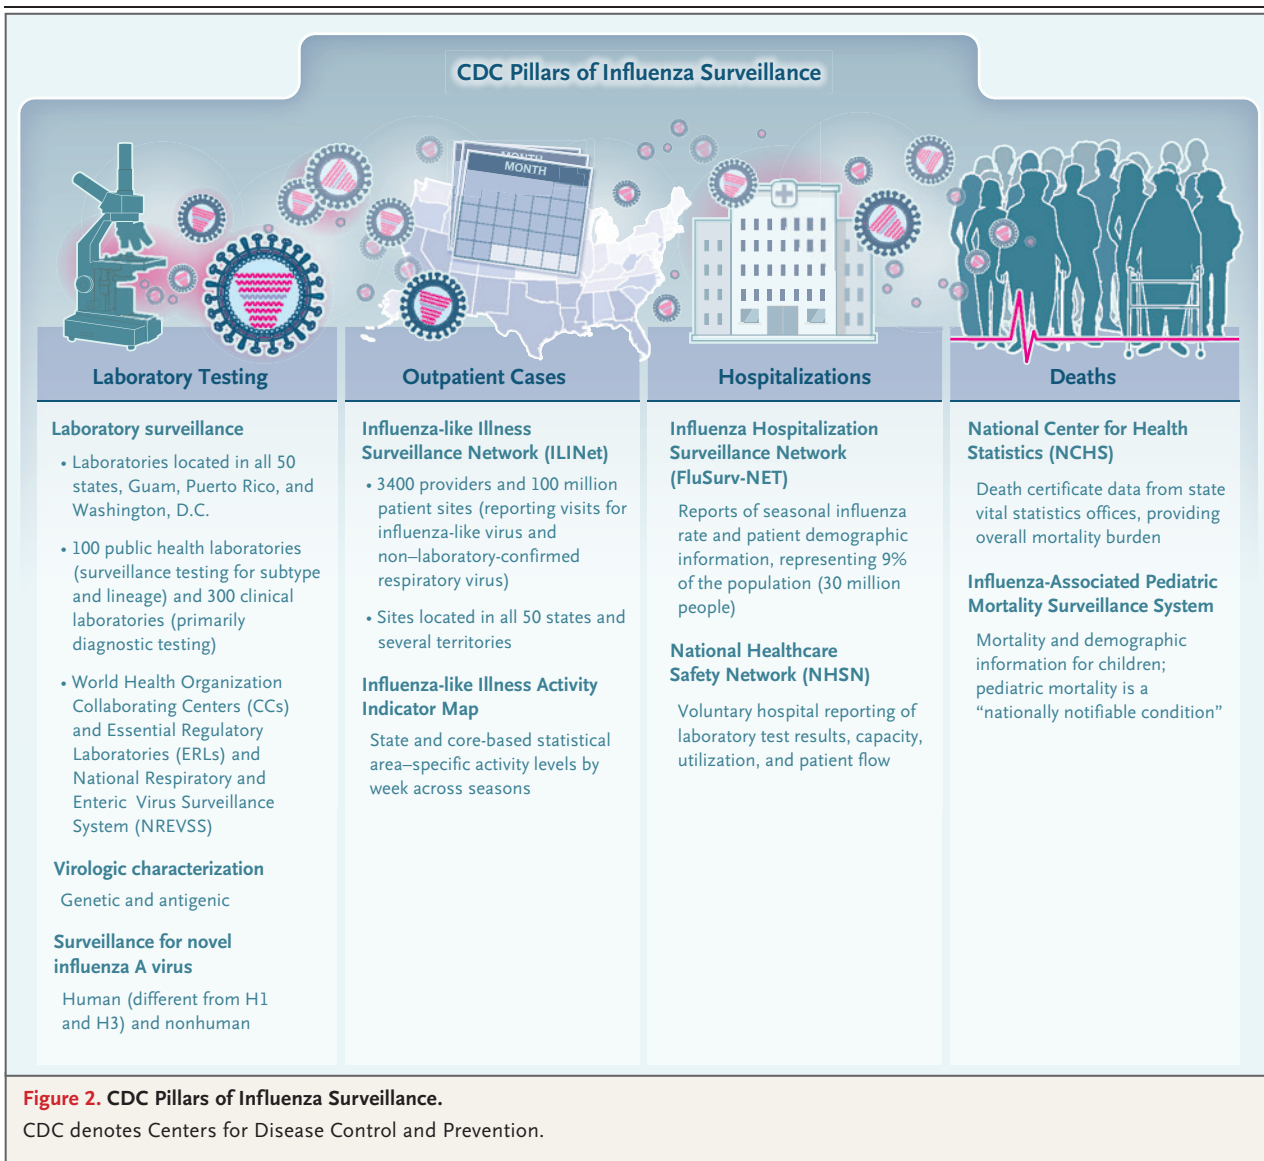 CDC Pillars of Influenza Surveillance
MONTH
MONTH
Laboratory Testing
Laboratory surveillance
• Laboratories located in all 50
states, Guam, Puerto Rico, and
Washington, D.C.
• 100 public health laboratories
(surveillance testing for subtype
and lineage) and 300 clinical
laboratories (primarily
diagnostic testing)
• World Health Organization
Collaborating Centers (CCs)
and Essential Regulatory
Laboratories (ERLs) and
National Respiratory and
Enteric Virus Surveillance
System (NREVSS)
Virologic characterization
Genetic and antigenic
Surveillance for novel
influenza A virus
Human (different from H1
and H3) and nonhuman
Outpatient Cases
Influenza-like Illness
Surveillance Network (ILINet)
• 3400 providers and 100 million
patient sites (reporting visits for
influenza-like virus and
non–laboratory-confirmed
respiratory virus)
• Sites located in all 50 states and
several territories
Influenza-like Illness Activity
Indicator Map
State and core-based statistical
area–specific activity levels by
week across seasons
Hospitalizations
Influenza Hospitalization
Surveillance Network
(FluSurv-NET)
Reports of seasonal influenza
rate and patient demographic
information, representing 9%
of the population (30 million
people)
National Healthcare
Safety Network (NHSN)
Voluntary hospital reporting of
laboratory test results, capacity,
utilization, and patient flow
Deaths
National Center for Health
Statistics (NCHS)
Death certificate data from state
vital statistics offices, providing
overall mortality burden
Influenza-Associated Pediatric
Mortality Surveillance System
Mortality and demographic
information for children;
pediatric mortality is a
“nationally notifiable condition”
Figure 2. CDC Pillars of Influenza Surveillance.
CDC denotes Centers for Disease Control and Prevention.